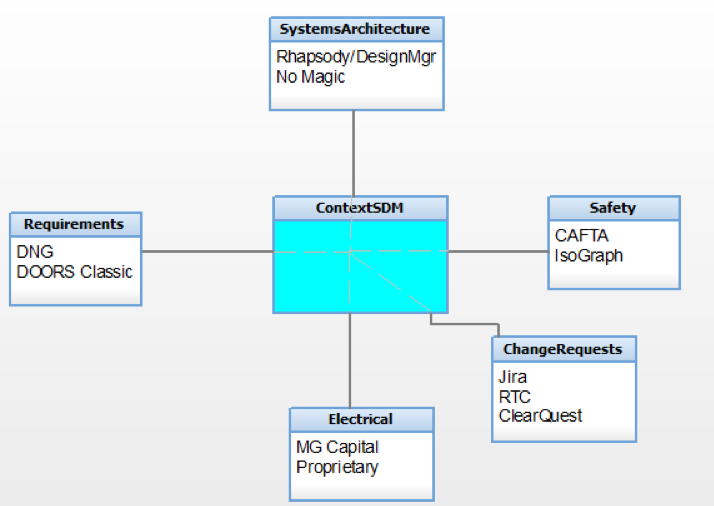 SystemsArchitecture
Rhapsody/DesignMgr
No Magic
ContextSDM
Safety
CAFTA
IsoGraph
Requirements
DNG
DOORS Classic
ChangeRequests
Jira
RTC
ClearQuest
Electrical
MG Capital
Proprietary